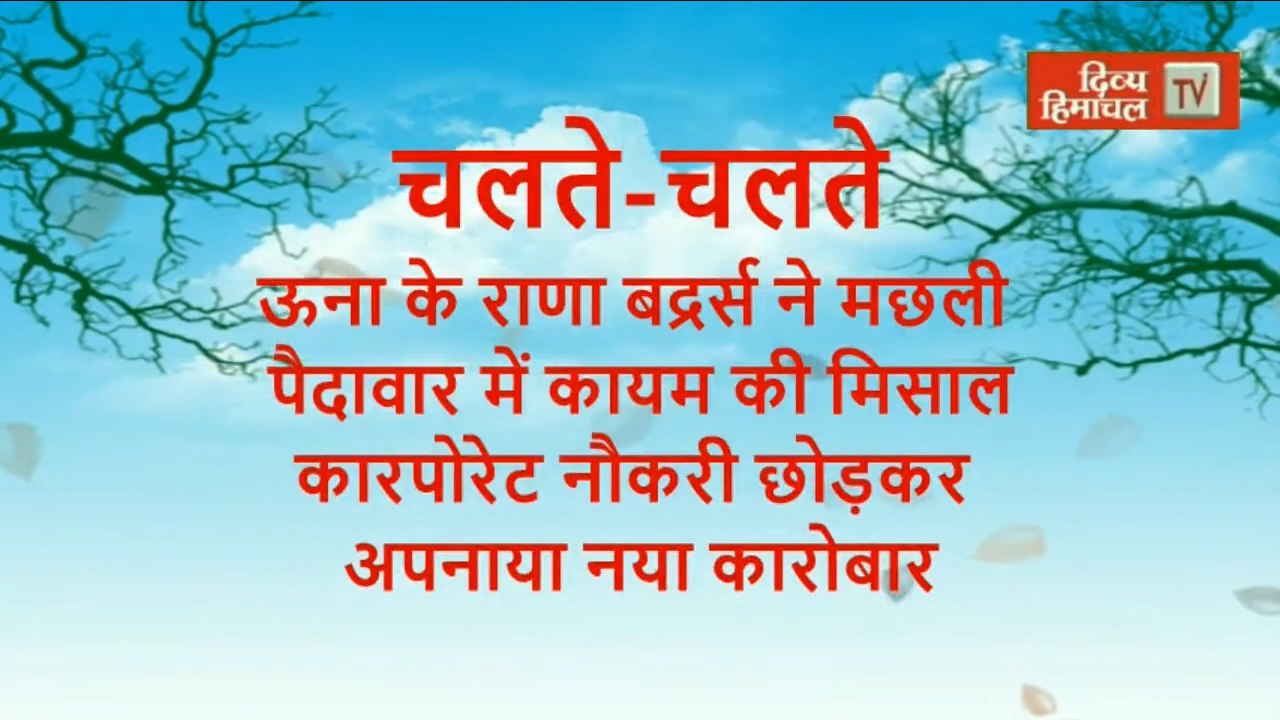 दिव्य
हिमाचल TV
चलते-चलते
ऊना के राणा बद्रर्स ने मछली
पैदावार में कायम की मिसाल
कारपोरेट नौकरी छोड़कर
अपनाया नया कारोबार